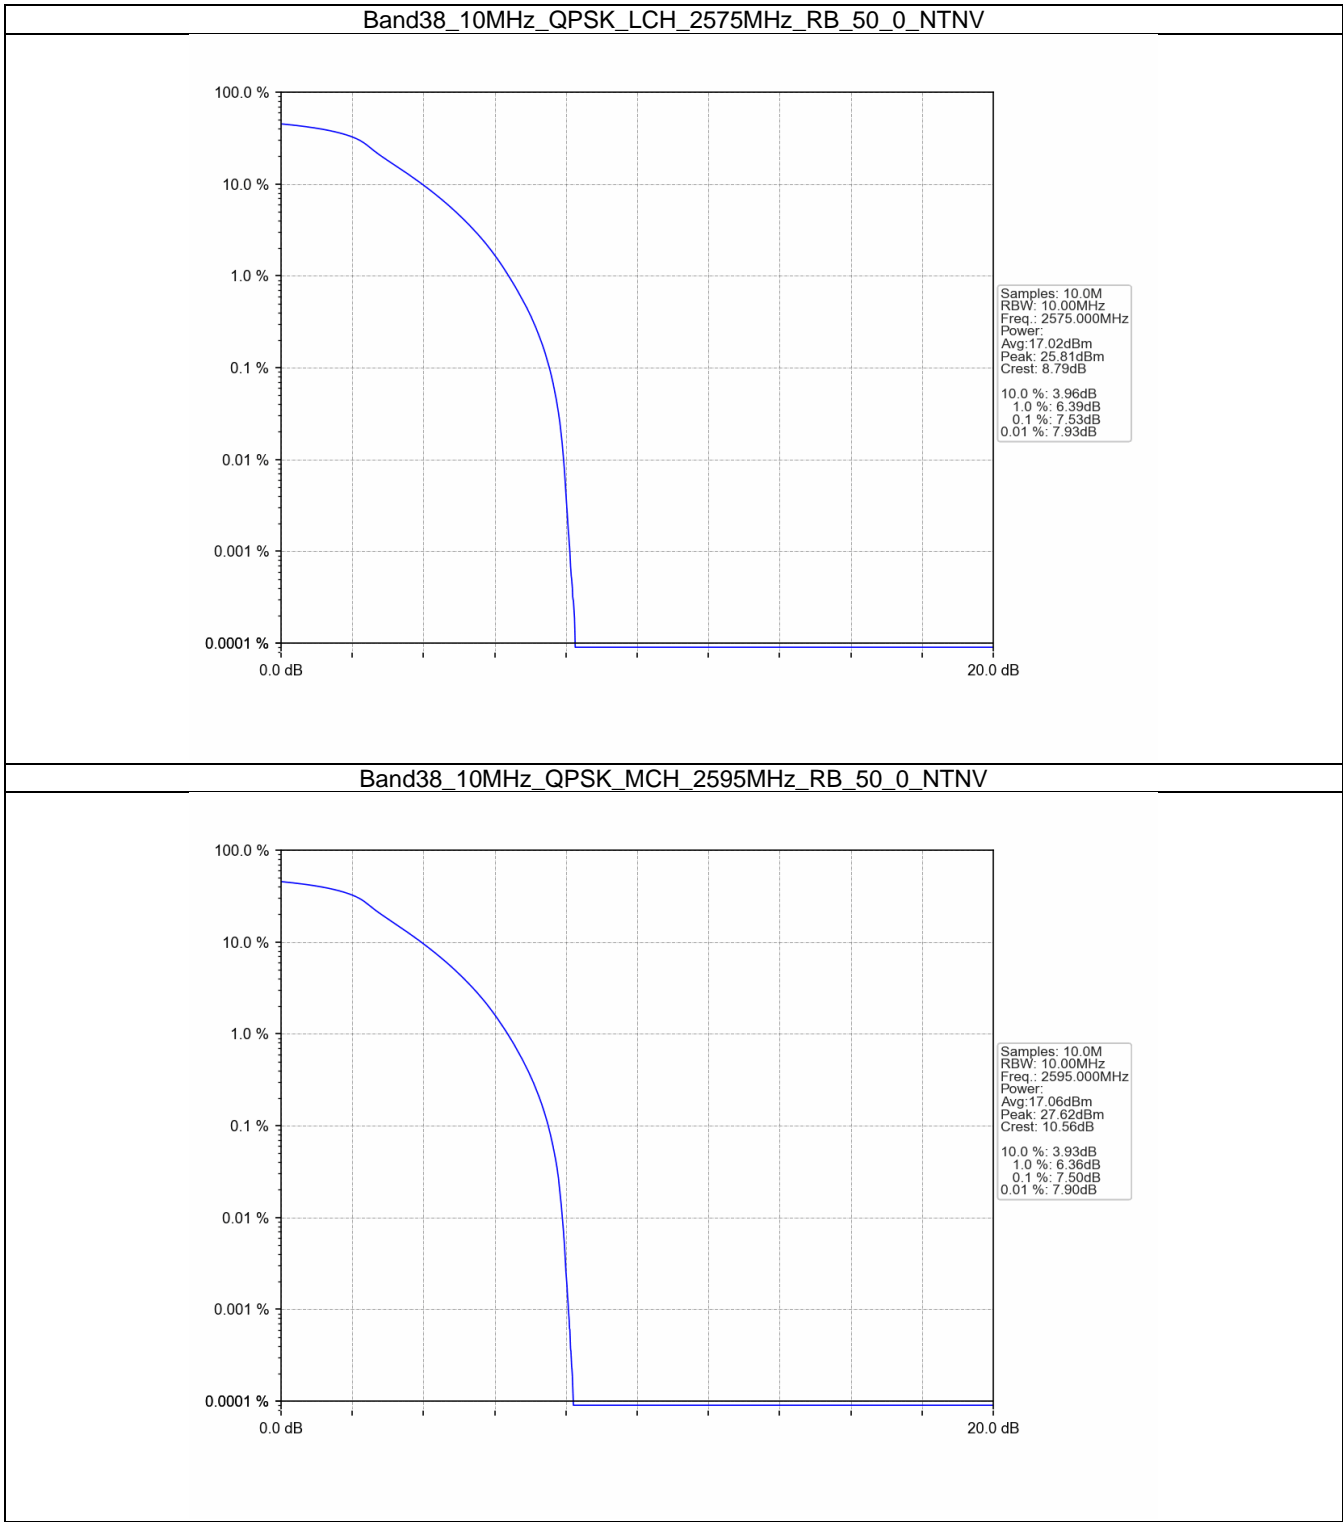 Band38_10MHz_QPSK_LCH_2575MHz_RB_50_0_NTNV
100.0 %
10.0 %
1.0 %
0.1 %
0.01 %
0.001 %
0.0001 %
0.0 dB
20.0 dB
Samples: 10.0M
RBW: 10.00MHz
Freq.: 2575.000MHz
Power:
Avg:17.02dBm
Peak: 25.81dBm
Crest: 8.79dB
10.0 %: 3.96dB
1.0 %: 6.39dB
0.1 %: 7.53dB
0.01 %: 7.93dB
Band38_10MHz_QPSK_MCH_2595MHz_RB_50_0_NTNV
100.0 %
10.0 %
1.0 %
0.1 %
0.01 %
0.001 %
0.0001 %
0.0 dB
20.0 dB
Samples: 10.0M
RBW: 10.00MHz
Freq.: 2595.000MHz
Power:
Avg:17.06dBm
Peak: 27.62dBm
Crest: 10.56dB
10.0 %: 3.93dB
1.0 %: 6.36dB
0.1 %: 7.50dB
0.01 %: 7.90dB